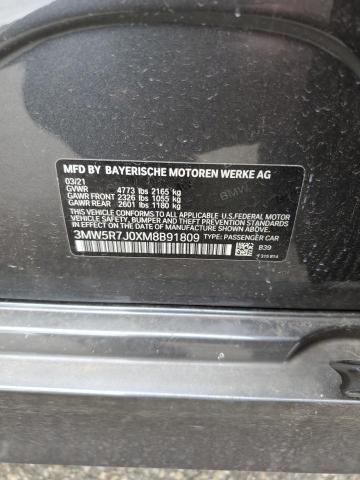 MFD BY BAYERISCHE MOTOREN WERKE AG
03/21
GVWR 4773 lbs 2165 kg
GAWR FRONT 2326 lbs 1055 kg
GAWR REAR 2601 lbs 1180 kg
BMW
THIS VEHICLE CONFORMS TO ALL APPLICABLE U.S.FEDERAL MOTOR
VEHICLE SAFETY, BUMPER, AND THEFT
PREVENTION STANDARDS IN EFFECT ON THE DATE OF MANUFACTURE SHOWN ABOVE.
3MW5R7J0XM8B91809 TYPE: PASSENGER CAR
B39